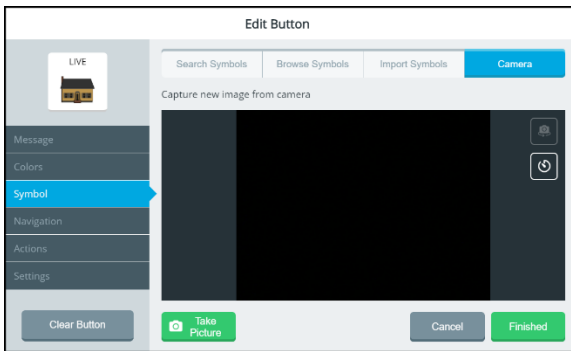 Edit Button
LIVE
Search Symbols
Browse Symbols
Import Symbols
Camera
Capture new image from camera
Message
Colors
Symbol
Navigation
Actions
Settings
Clear Button
Take
Picture
Cancel
Finished